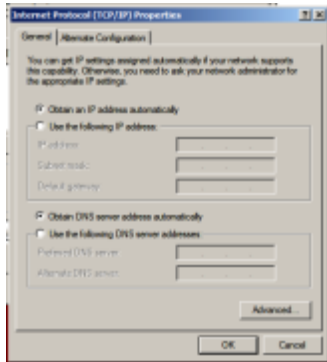 Internet Protocol (TCP/IP) Properties
General
Alternate Configuration
You can get IP settings assigned automatically if your network supports
this capability. Otherwise, you need to ask your network administrator for
the appropriate IP settings.
Obtain an IP address automatically
Use the following IP address:
IP address:
Subnet mask:
Default gateway:
Obtain DNS server address automatically
Use the following DNS server addresses:
Preferred DNS server:
Alternate DNS server:
Advanced...
OK
Cancel